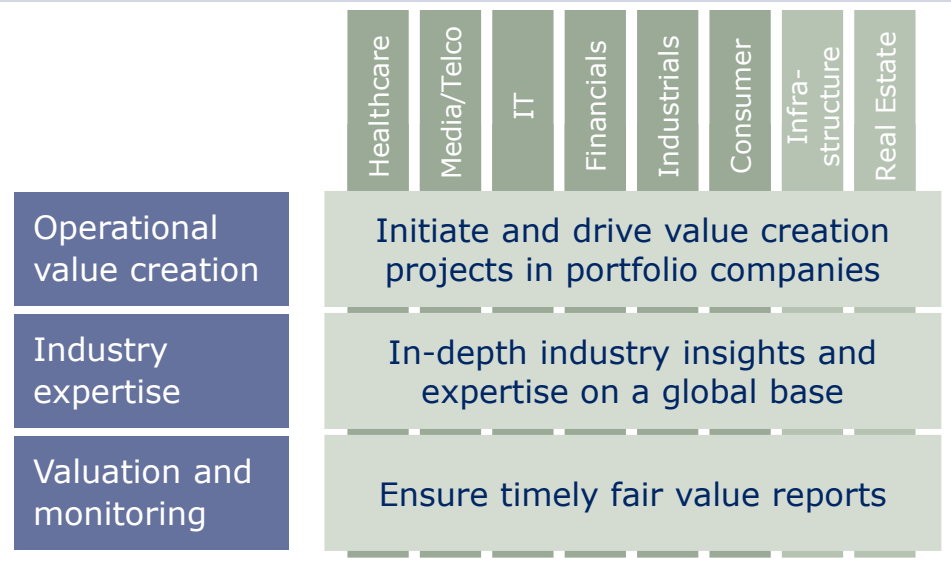 Healthcare
Media/Telco
IT
Financials
Industrials
Consumer
Infra-
structure
Real Estate
Operational
value creation
Initiate and drive value creation
projects in portfolio companies
Industry
expertise
In-depth industry insights and
expertise on a global base
Valuation and
monitoring
Ensure timely fair value reports